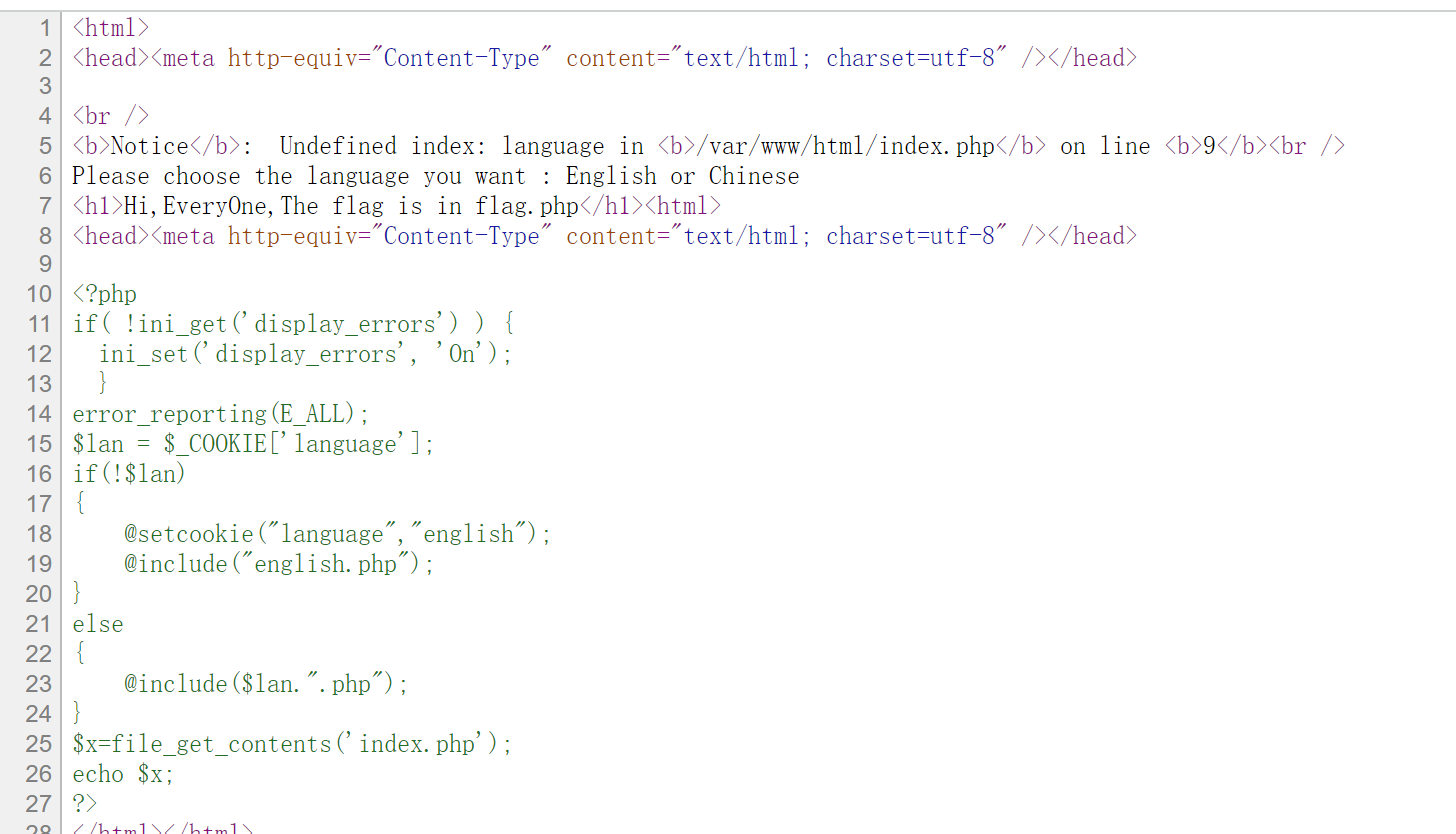 1 <html>
2 <head><meta http-equiv="Content-Type" content="text/html; charset=utf-8" /></head>
3
4 <br />
5 <b>Notice</b>:  Undefined index: language in <b>/var/www/html/index.php</b> on line <b>9</b><br />
6 Please choose the language you want : English or Chinese
7 <h1>Hi,EveryOne,The flag is in flag.php</h1><html>
8 <head><meta http-equiv="Content-Type" content="text/html; charset=utf-8" /></head>
9
10 <?php
11 if( !ini_get('display_errors') ) {
12   ini_set('display_errors', 'On');
13   }
14 error_reporting(E_ALL);
15 $lan = $_COOKIE['language'];
16 if(!$lan)
17 {
18     @setcookie("language","english");
19     @include("english.php");
20 }
21 else
22 {
23     @include($lan.".php");
24 }
25 $x=file_get_contents('index.php');
26 echo $x;
27 ?>
28 </html></html>